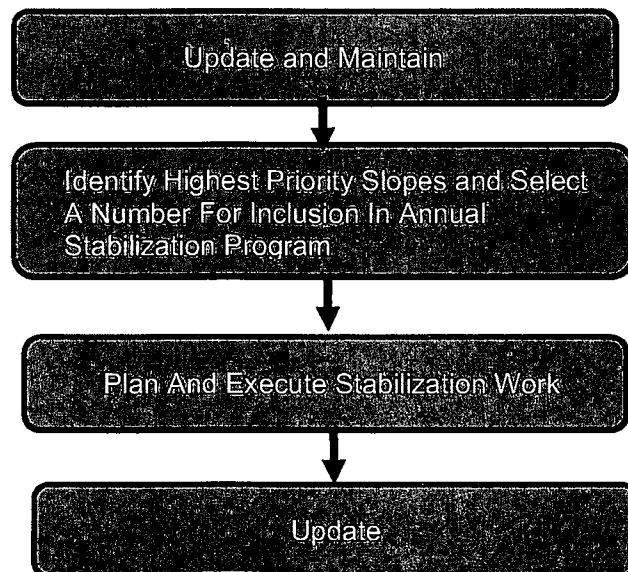 Update and Maintain
Identify Highest Priority Slopes and Select
A Number For Inclusion In Annual
Stabilization Program
Plan And Execute Stabilization Work
Update